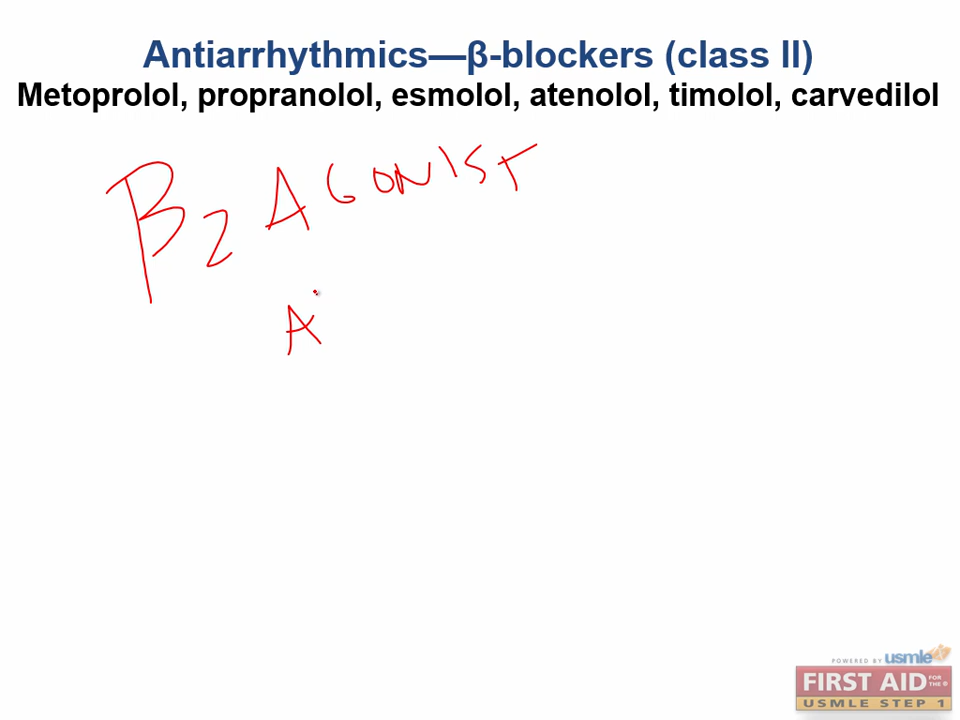 Antiarrhythmics—β-blockers (class II)
Metoprolol, propranolol, esmolol, atenolol, timolol, carvedilol
β2 AGONIST
A
POWERED BY usmle
FIRST AID FOR THE®
USMLE STEP 1